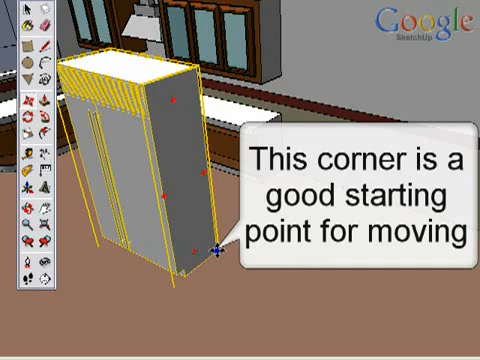 Google
SketchUp
This corner is a
good starting
point for moving